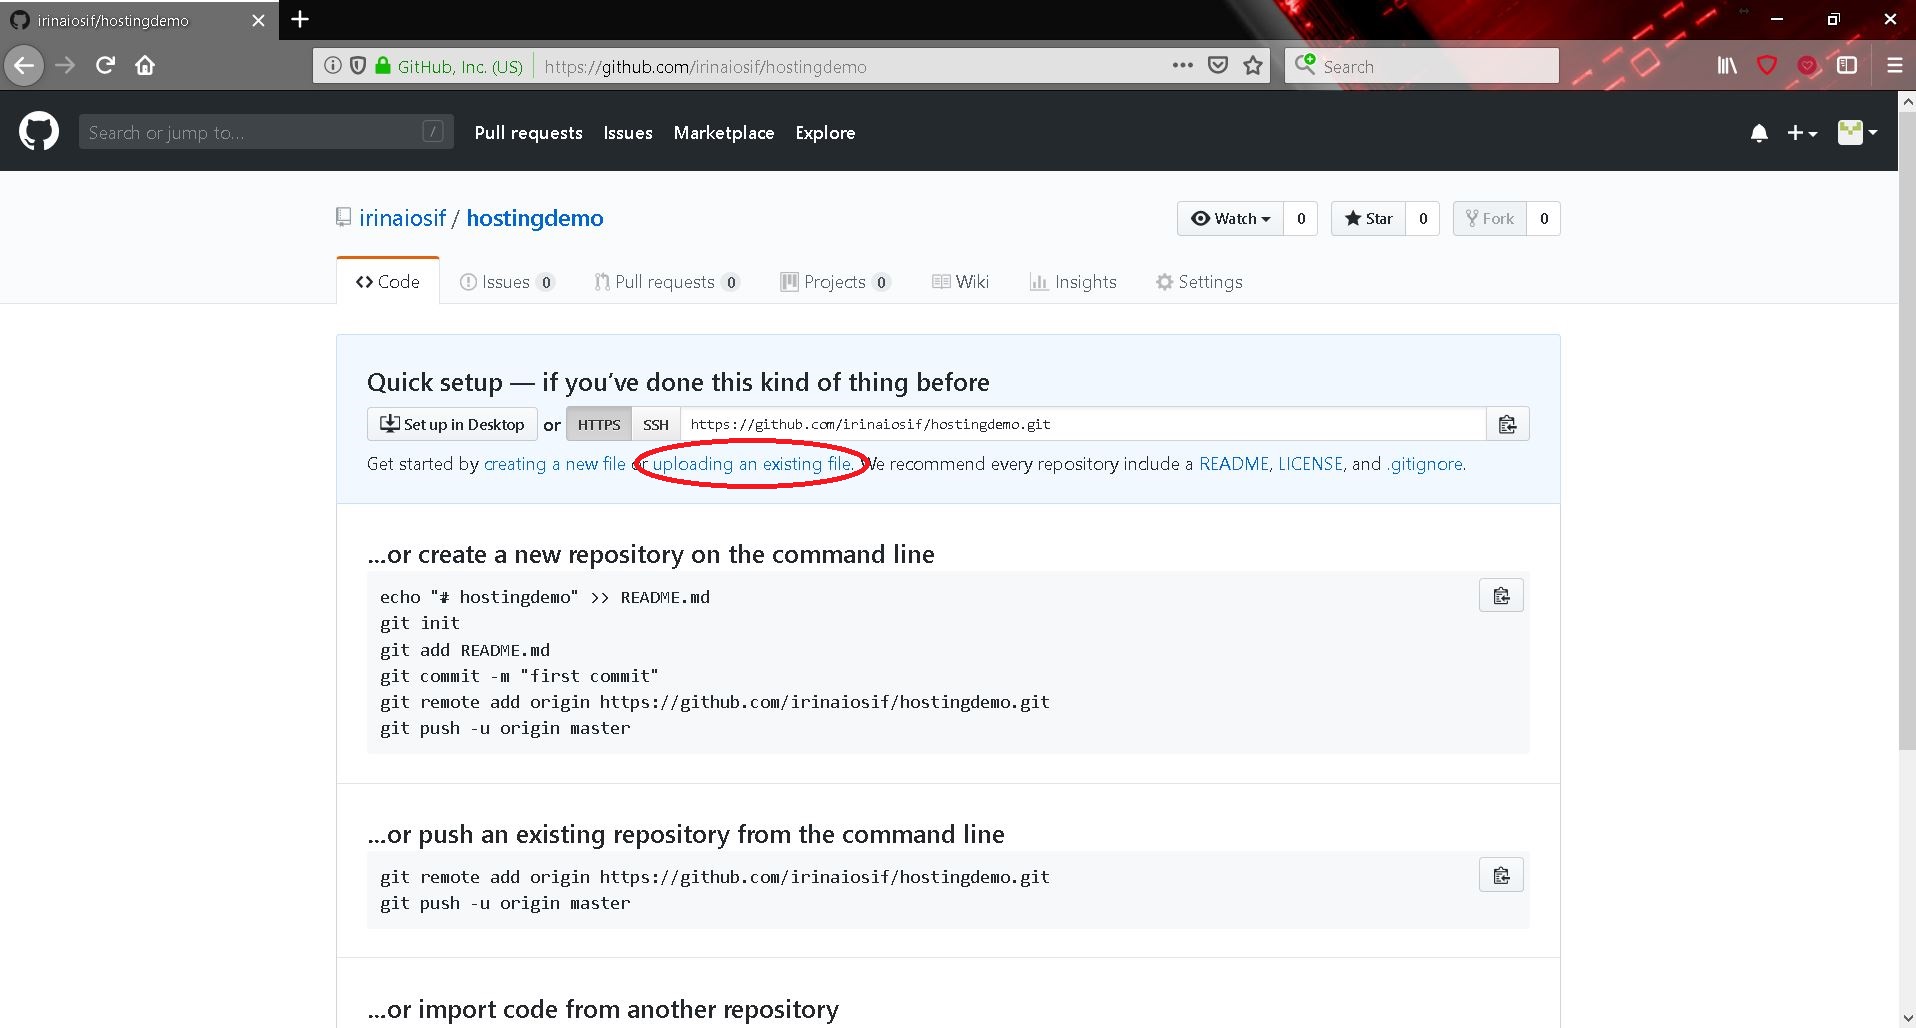 irinaiosif/hostingdemo
GitHub, Inc. (US) https://github.com/irinaiosif/hostingdemo Search
Search or jump to... / Pull requests Issues Marketplace Explore
irinaiosif / hostingdemo Watch 0 Star 0 Fork 0
Code Issues 0 Pull requests 0 Projects 0 Wiki Insights Settings
Quick setup — if you’ve done this kind of thing before
Set up in Desktop or HTTPS SSH https://github.com/irinaiosif/hostingdemo.git
Get started by creating a new file or uploading an existing file. We recommend every repository include a README, LICENSE, and .gitignore.
...or create a new repository on the command line
echo "# hostingdemo" >> README.md
git init
git add README.md
git commit -m "first commit"
git remote add origin https://github.com/irinaiosif/hostingdemo.git
git push -u origin master
...or push an existing repository from the command line
git remote add origin https://github.com/irinaiosif/hostingdemo.git
git push -u origin master
...or import code from another repository